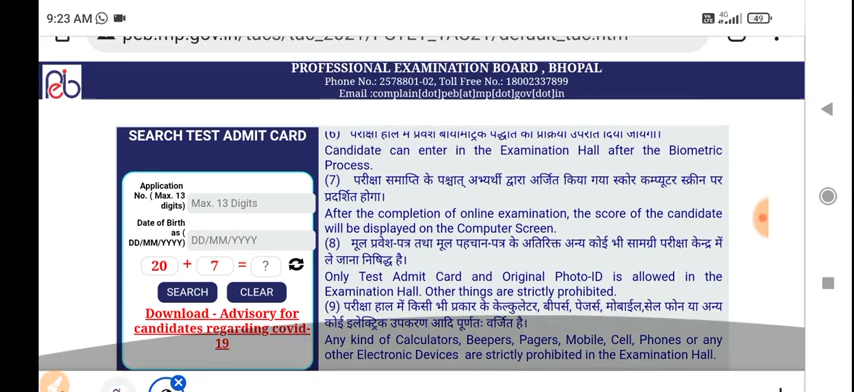 9:23 AM
4G
49
PROFESSIONAL EXAMINATION BOARD , BHOPAL
Phone No.: 2578801-02, Toll Free No.: 18002337899
Email :complain[dot]peb[at]mp[dot]gov[dot]in
SEARCH TEST ADMIT CARD
Application
No. ( Max. 13
digits)
Max. 13 Digits
Date of Birth
as (
DD/MM/YYYY)
DD/MM/YYYY
20 + 7 = ?
SEARCH
CLEAR
Download - Advisory for
candidates regarding covid-
19
(6) परीक्षा हाल में प्रवेश बायोमेट्रिक पद्धति की प्रक्रिया उपरांत दिया जायेगा।
Candidate can enter in the Examination Hall after the Biometric
Process.
(7) परीक्षा समाप्ति के पश्चात् अभ्यर्थी द्वारा अर्जित किया गया स्कोर कम्प्यूटर स्क्रीन पर
प्रदर्शित होगा।
After the completion of online examination, the score of the candidate
will be displayed on the Computer Screen.
(8) मूल प्रवेश-पत्र तथा मूल पहचान-पत्र के अतिरिक्त अन्य कोई भी सामग्री परीक्षा केन्द्र में
ले जाना निषिद्ध है।
Only Test Admit Card and Original Photo-ID is allowed in the
Examination Hall. Other things are strictly prohibited.
(9) परीक्षा हाल में किसी भी प्रकार के केल्कुलेटर, बीपर्स, पेजर्स, मोबाईल,सेल फोन या अन्य
कोई इलेक्ट्रिक उपकरण आदि पूर्णतः वर्जित है।
Any kind of Calculators, Beepers, Pagers, Mobile, Cell, Phones or any
other Electronic Devices are strictly prohibited in the Examination Hall.